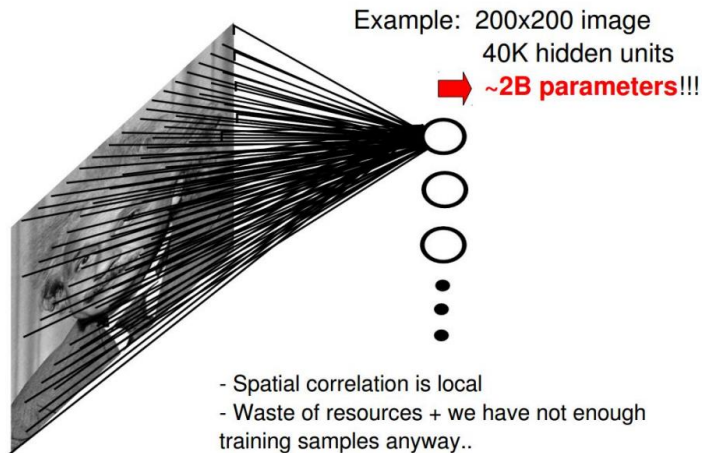 Example: 200x200 image
40K hidden units
~2B parameters!!!
- Spatial correlation is local
- Waste of resources + we have not enough
training samples anyway..